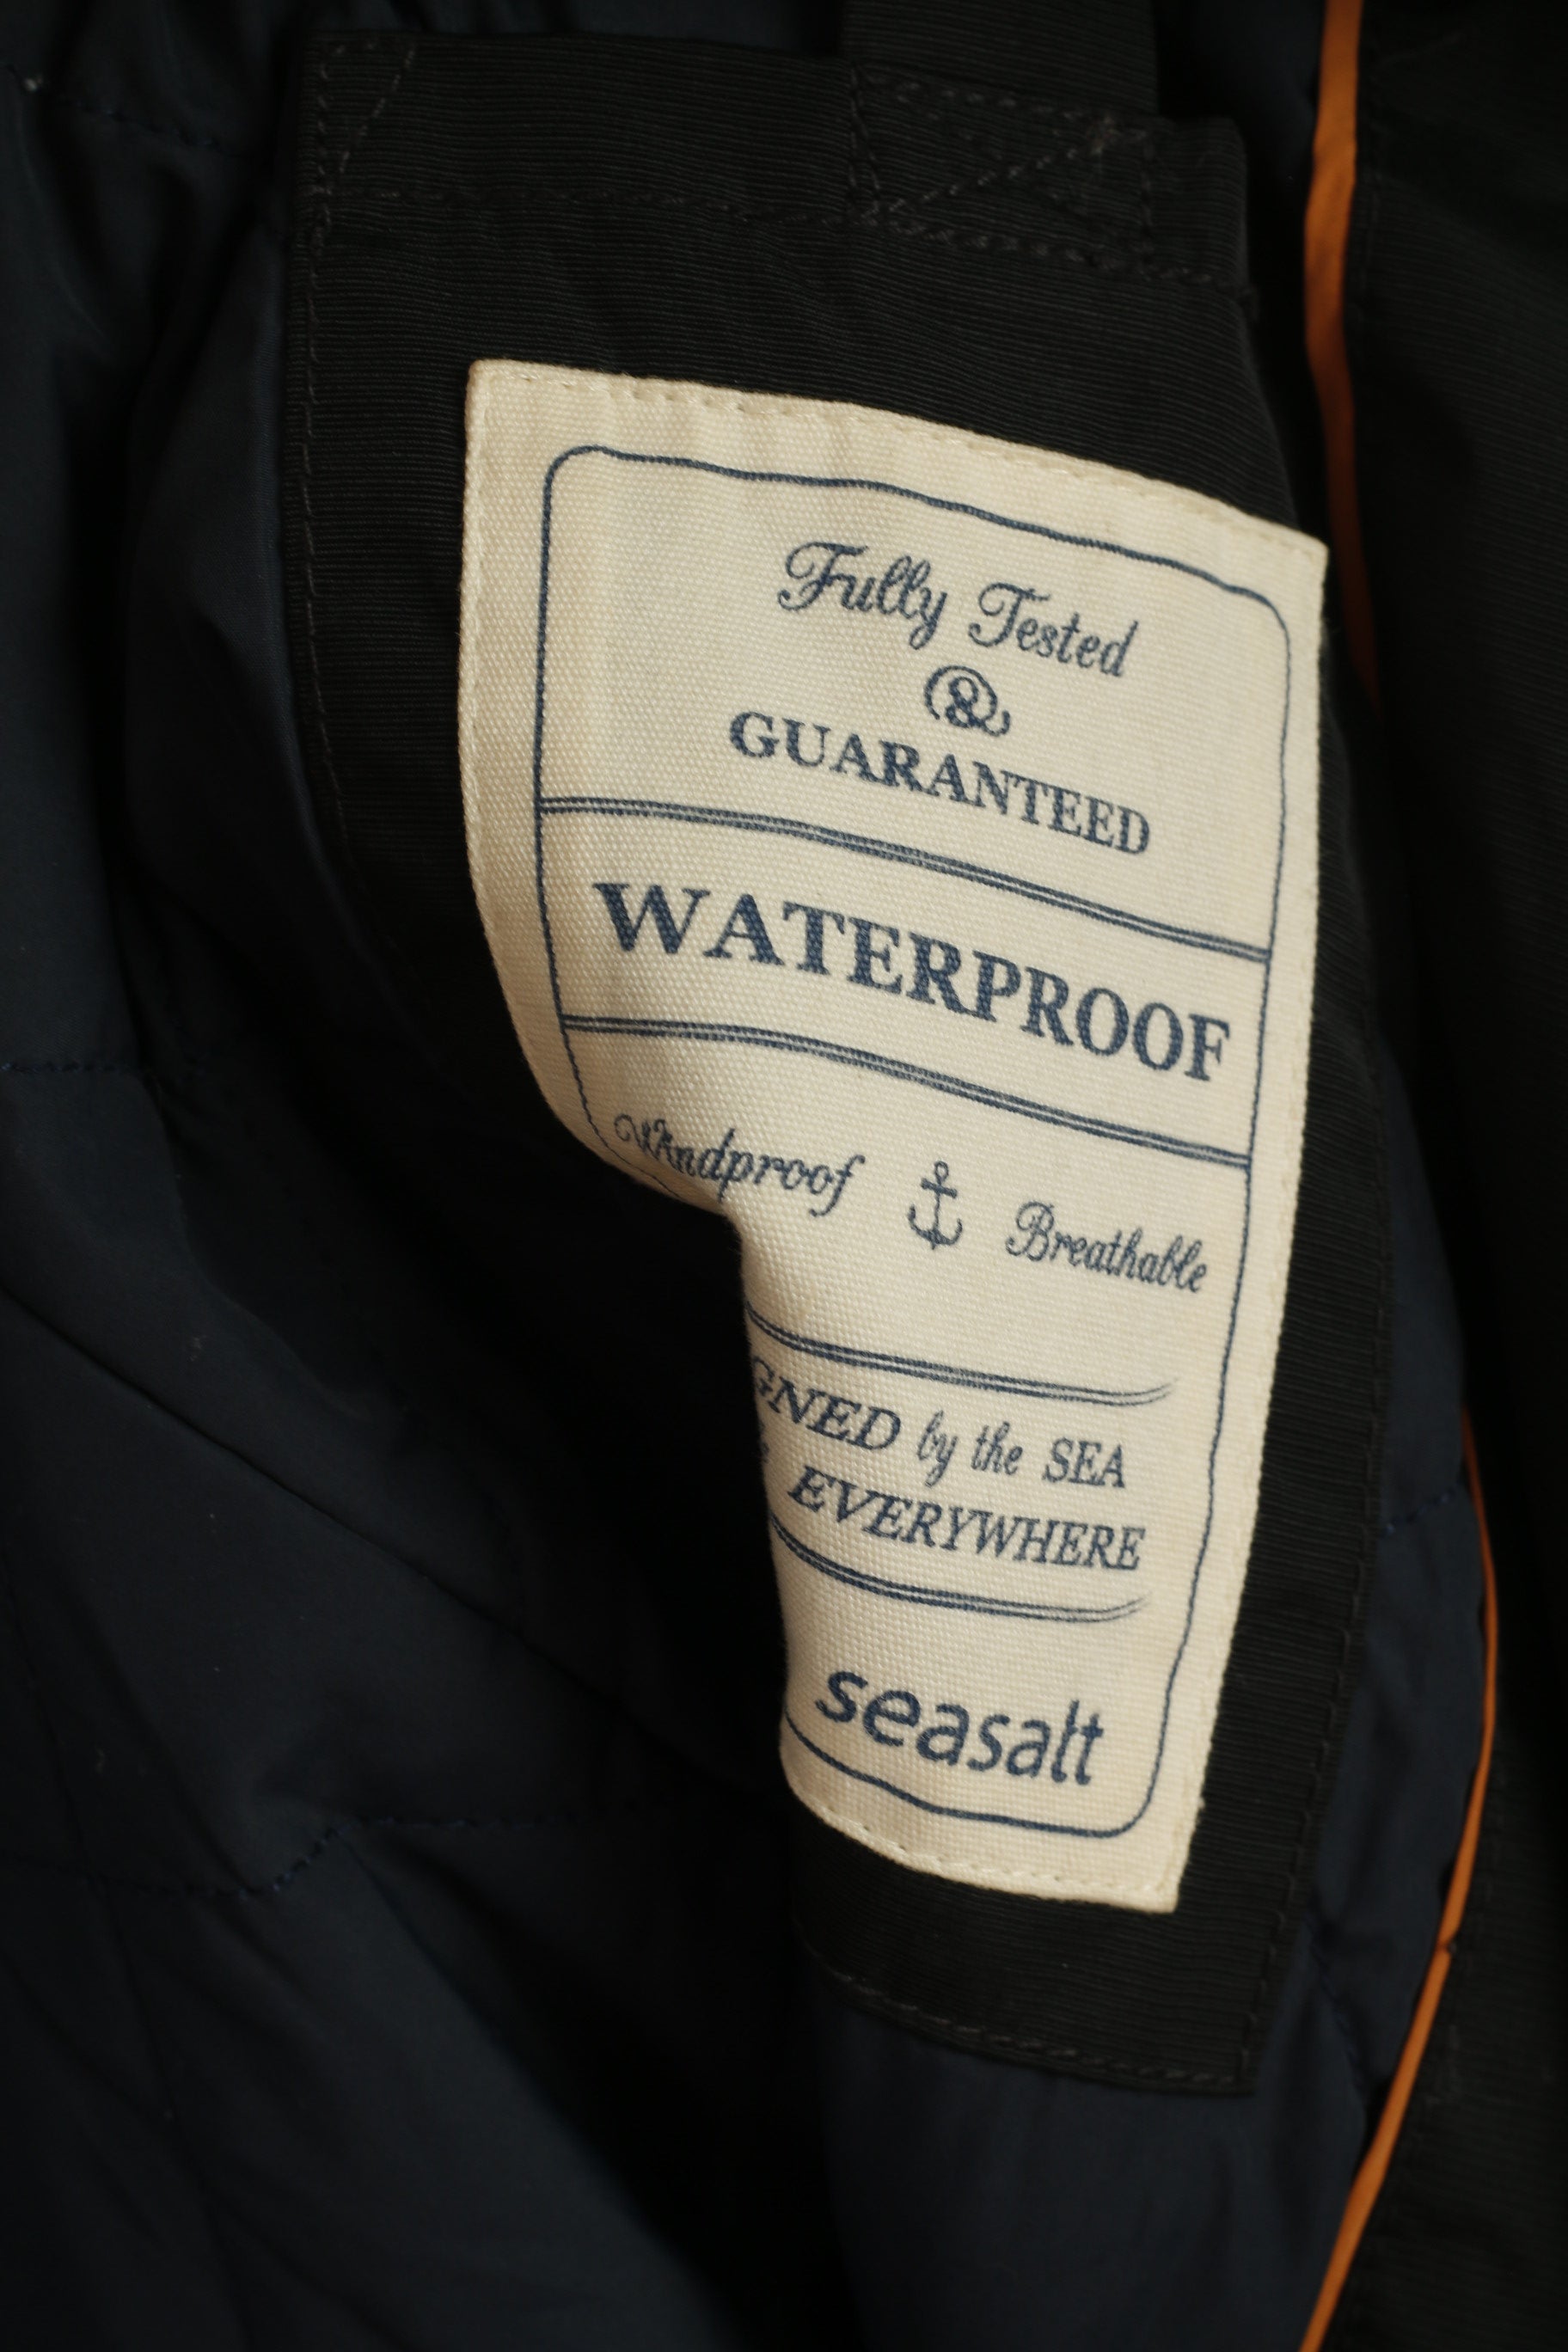 Fully Tested
&
GUARANTEED
WATERPROOF
Windproof Breathable
GNED by the SEA
EVERYWHERE
seasalt